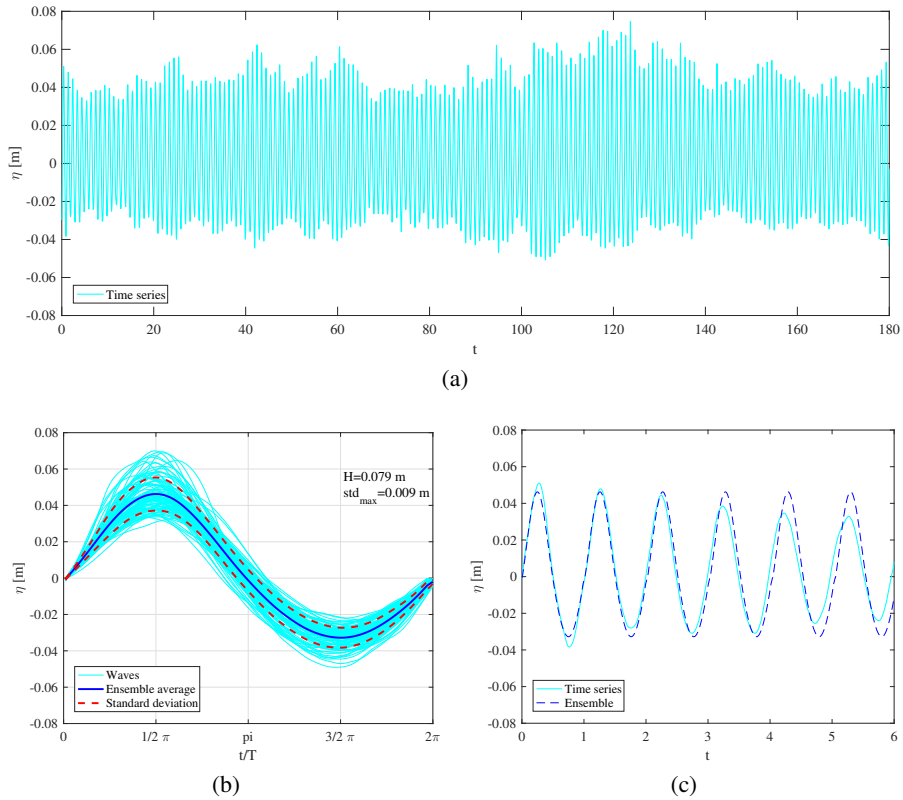 0.08
0.06
0.04
0.02
0
-0.02
-0.04
-0.06
-0.08
η [m]
Time series
0 20 40 60 80 100 120 140 160 180
t
(a)
0.08
0.06
0.04
0.02
0
-0.02
-0.04
-0.06
-0.08
η [m]
H=0.079 m
std_max=0.009 m
Waves
Ensemble average
Standard deviation
0 1/2 π pi 3/2 π 2π
t/T
(b)
0.08
0.06
0.04
0.02
0
-0.02
-0.04
-0.06
-0.08
η [m]
Time series
Ensemble
0 1 2 3 4 5 6
t
(c)